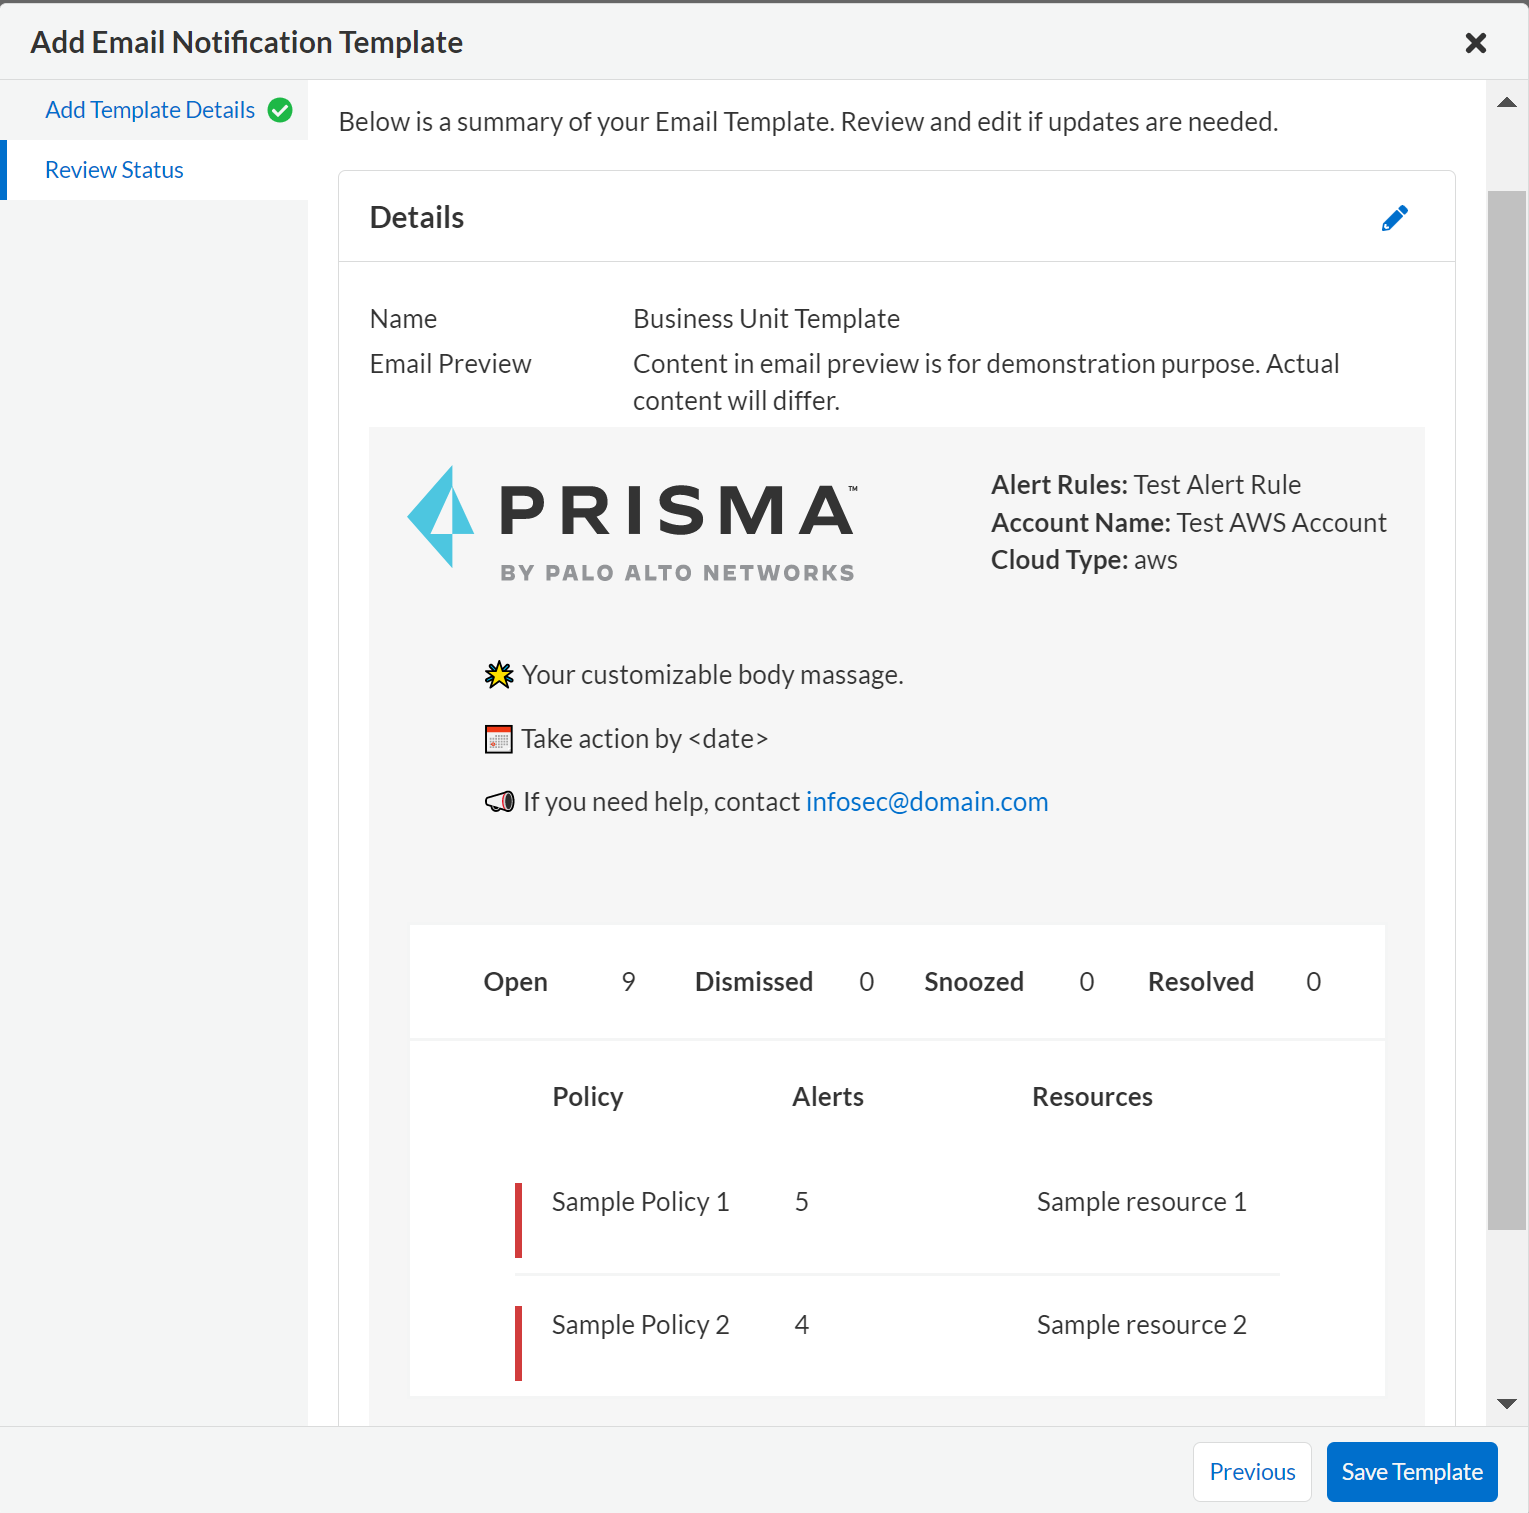 Add Email Notification Template
Add Template Details
Review Status
Below is a summary of your Email Template. Review and edit if updates are needed.
Details
Name Business Unit Template
Email Preview Content in email preview is for demonstration purpose. Actual
content will differ.
PRISMA™
BY PALO ALTO NETWORKS
Alert Rules: Test Alert Rule
Account Name: Test AWS Account
Cloud Type: aws
Your customizable body massage.
Take action by <date>
If you need help, contact infosec@domain.com
Open 9 Dismissed 0 Snoozed 0 Resolved 0
Policy Alerts Resources
Sample Policy 1 5 Sample resource 1
Sample Policy 2 4 Sample resource 2
Previous Save Template